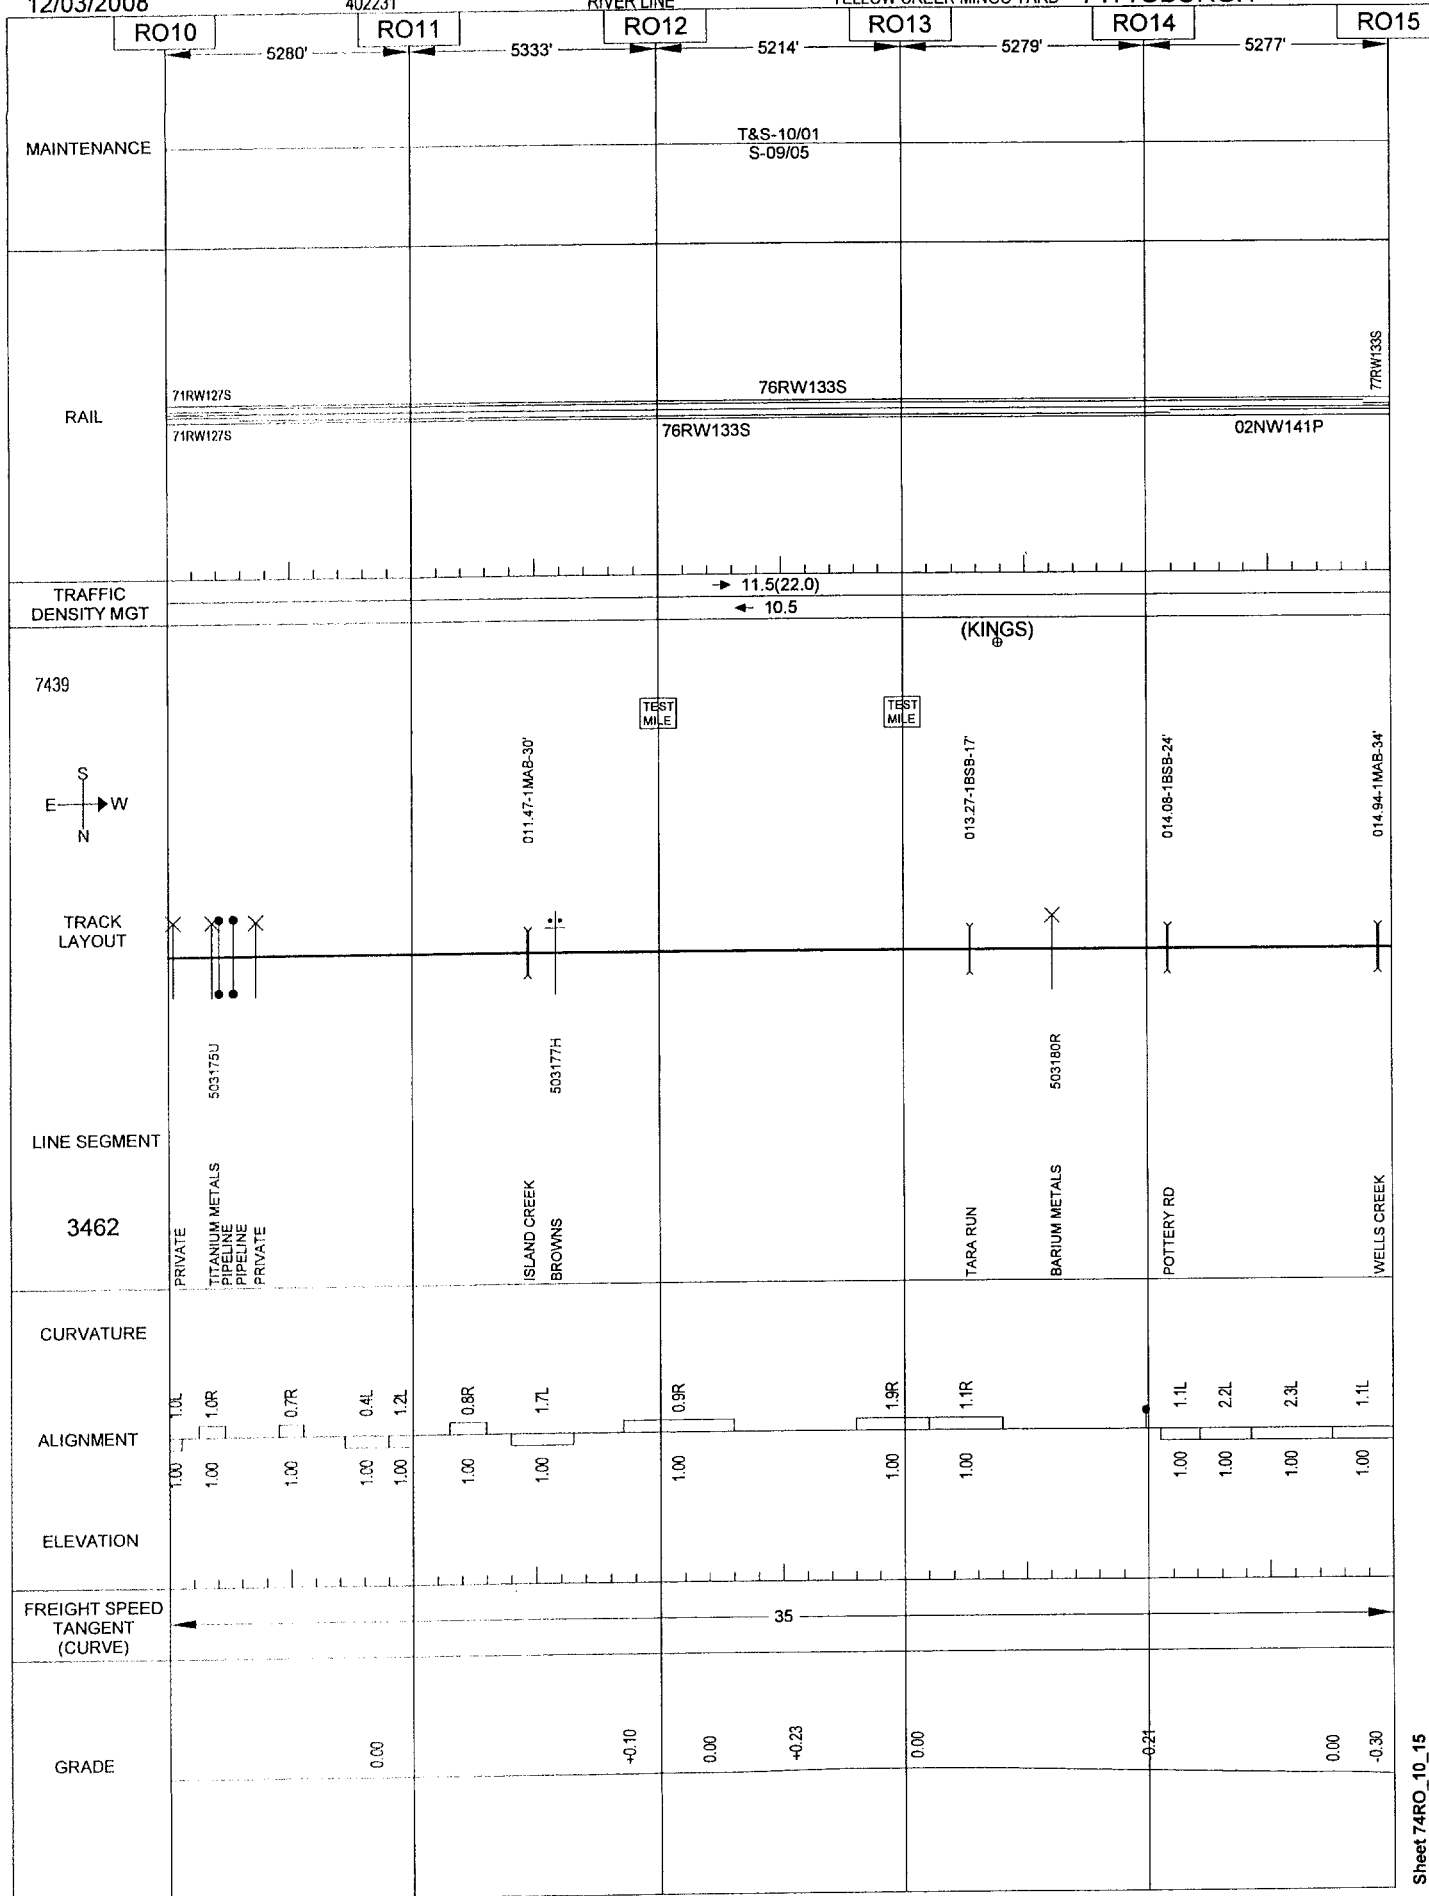 12/03/2008
402231
RIVER LINE
RO10
RO11
RO12
RO13
RO14
RO15
5280'
5333'
5214'
5279'
5277'
MAINTENANCE
T&S-10/01
S-09/05
RAIL
71RW127S
71RW127S
76RW133S
76RW133S
77RW133S
02NW141P
TRAFFIC
DENSITY MGT
11.5(22.0)
10.5
(KINGS)
7439
TEST
MILE
TEST
MILE
S
E W
N
011.47-1MAB-30'
013.27-1BSB-17'
014.08-1BSB-24'
014.94-1MAB-34'
TRACK
LAYOUT
503175U
503177H
503180R
LINE SEGMENT
3462
PRIVATE
TITANIUM METALS
PIPELINE
PIPELINE
PRIVATE
ISLAND CREEK
BROWNS
TARA RUN
BARIUM METALS
POTTERY RD
WELLS CREEK
CURVATURE
1.0L
1.0R
0.7R
0.4L
1.2L
0.8R
1.7L
0.9R
1.9R
1.1R
1.1L
2.2L
2.3L
1.1L
ALIGNMENT
1.00
1.00
1.00
1.00
1.00
1.00
1.00
1.00
1.00
1.00
1.00
1.00
1.00
1.00
ELEVATION
FREIGHT SPEED
TANGENT
(CURVE)
35
GRADE
0.00
+0.10
0.00
+0.23
0.00
-0.21
0.00
-0.30
Sheet 74RO_10_15